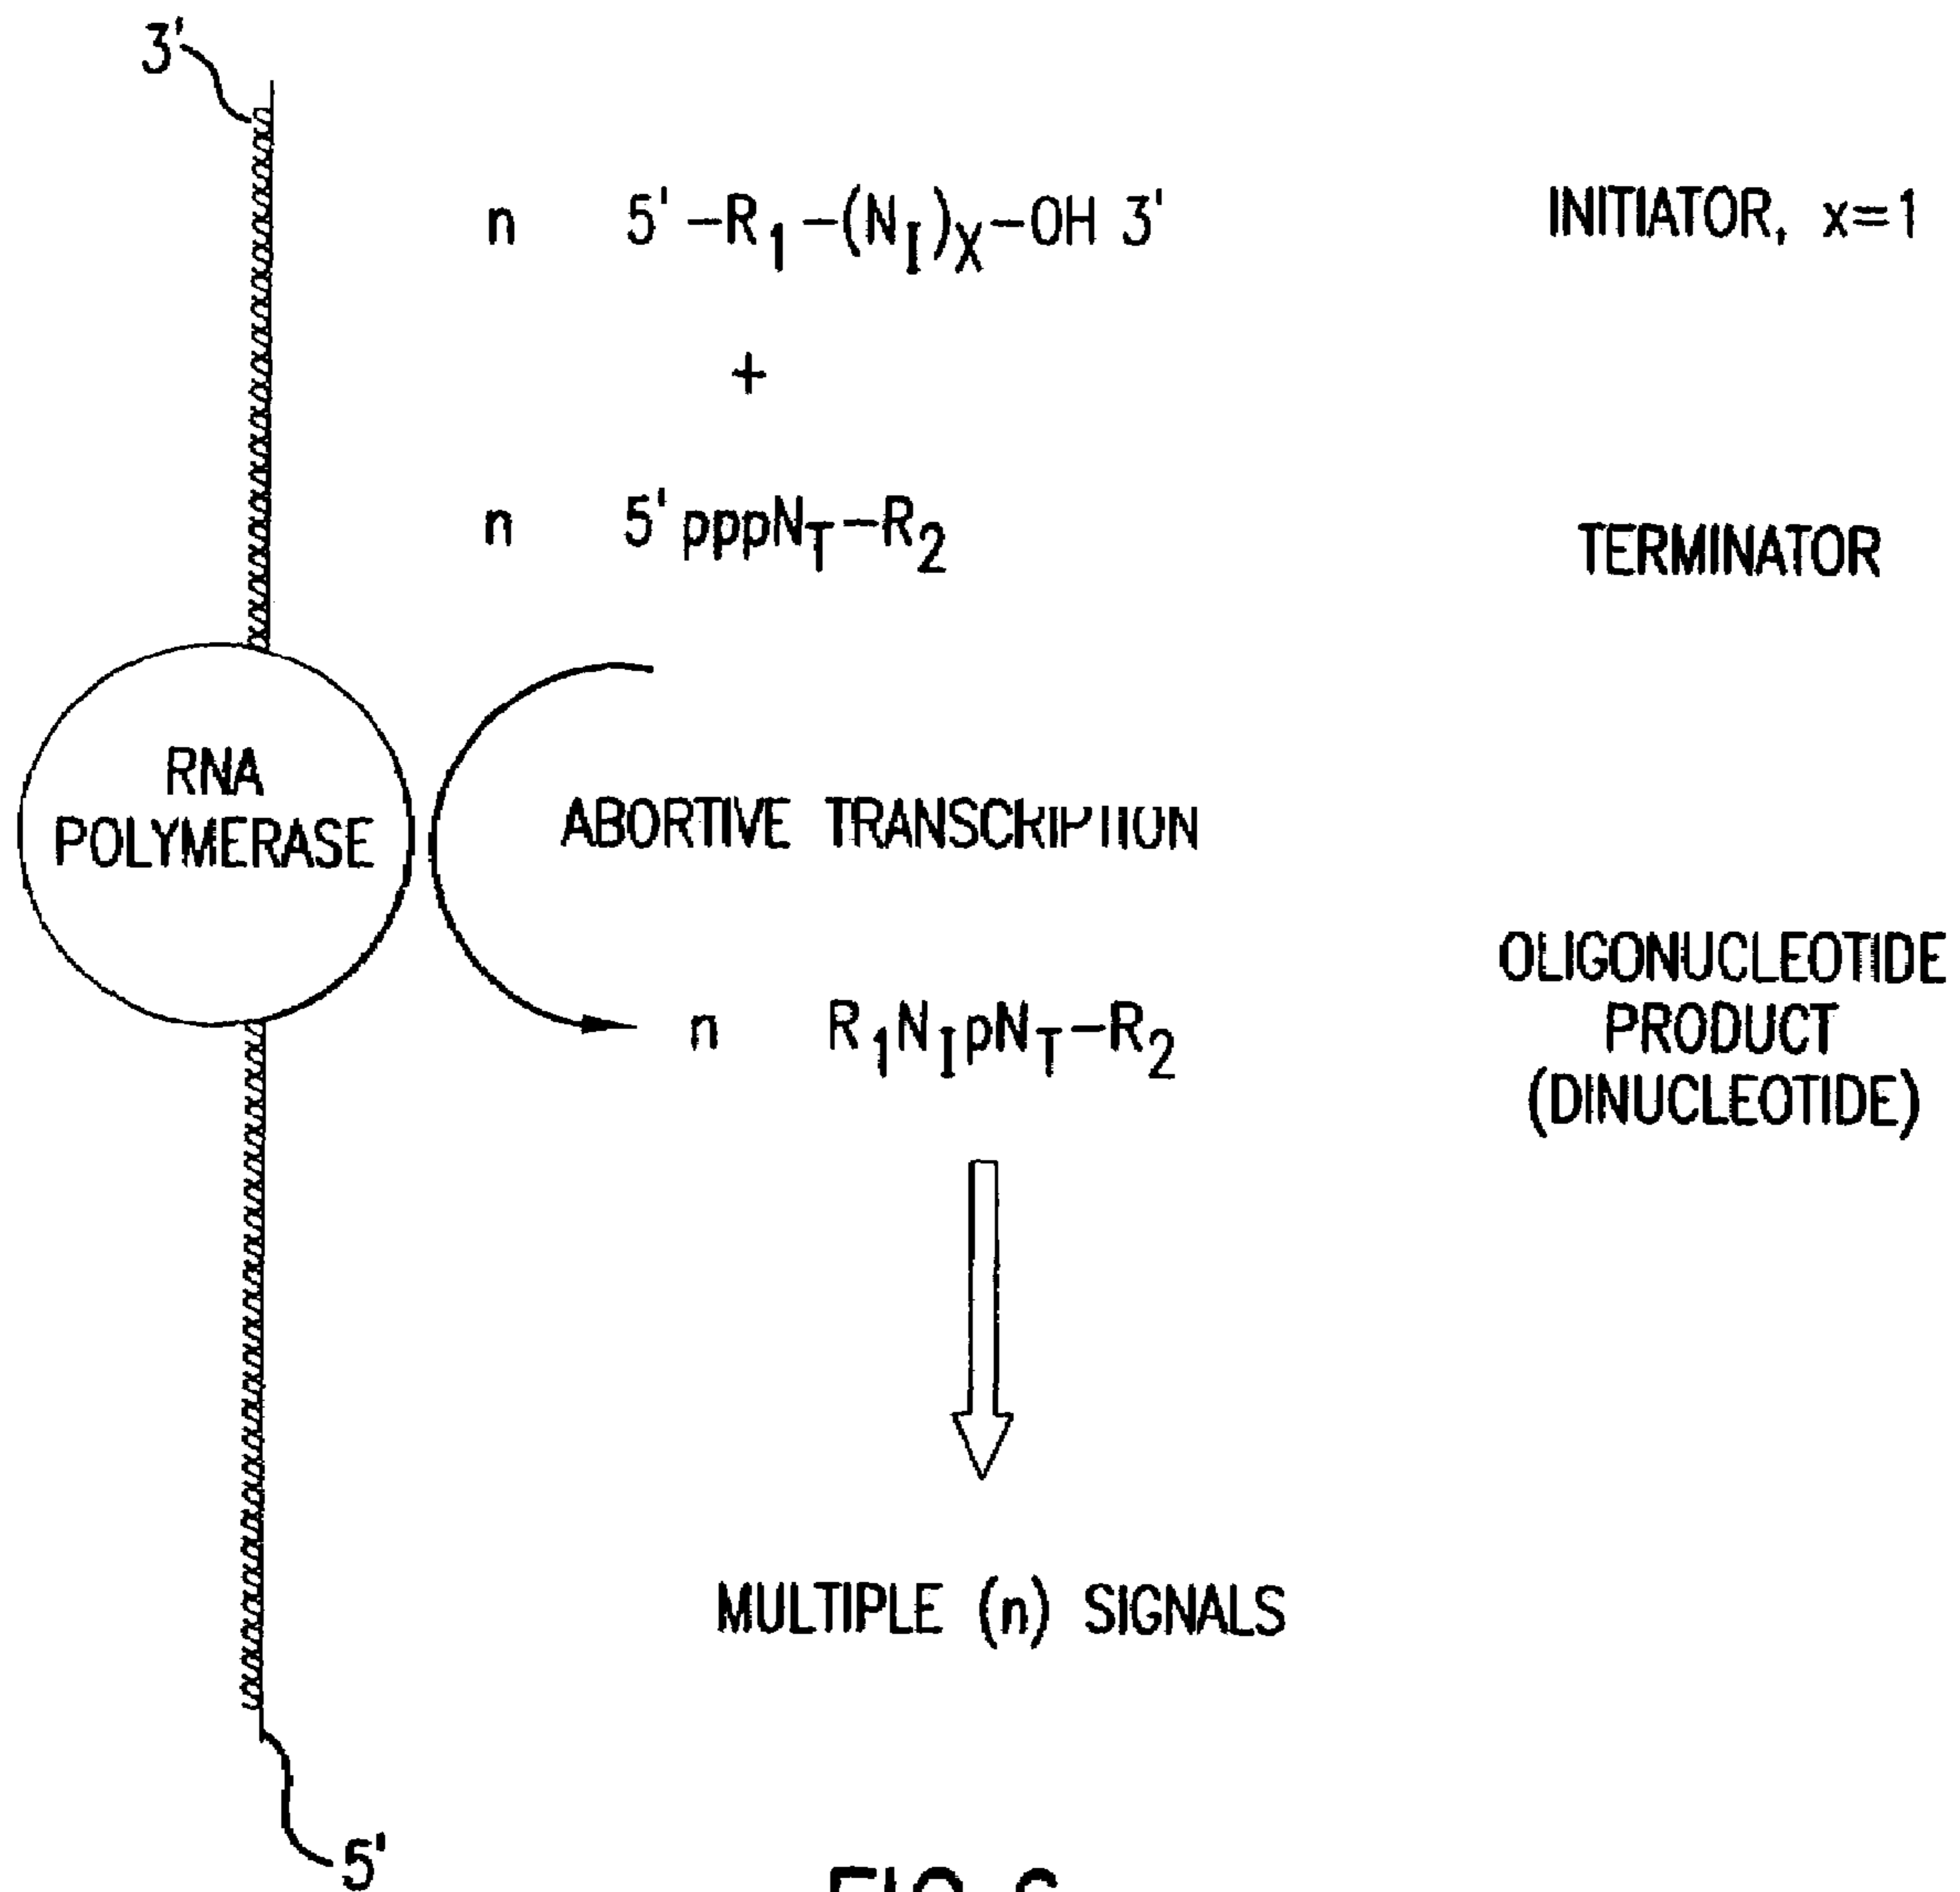 3'
n 5'-R1-(NI)X-OH 3' INITIATOR, x=1
+
n 5' pppNT-R2 TERMINATOR
RNA
POLYMERASE
ABORTIVE TRANSCRIPTION
n R1NIpNT-R2
OLIGONUCLEOTIDE
PRODUCT
(DINUCLEOTIDE)
MULTIPLE (n) SIGNALS
5'